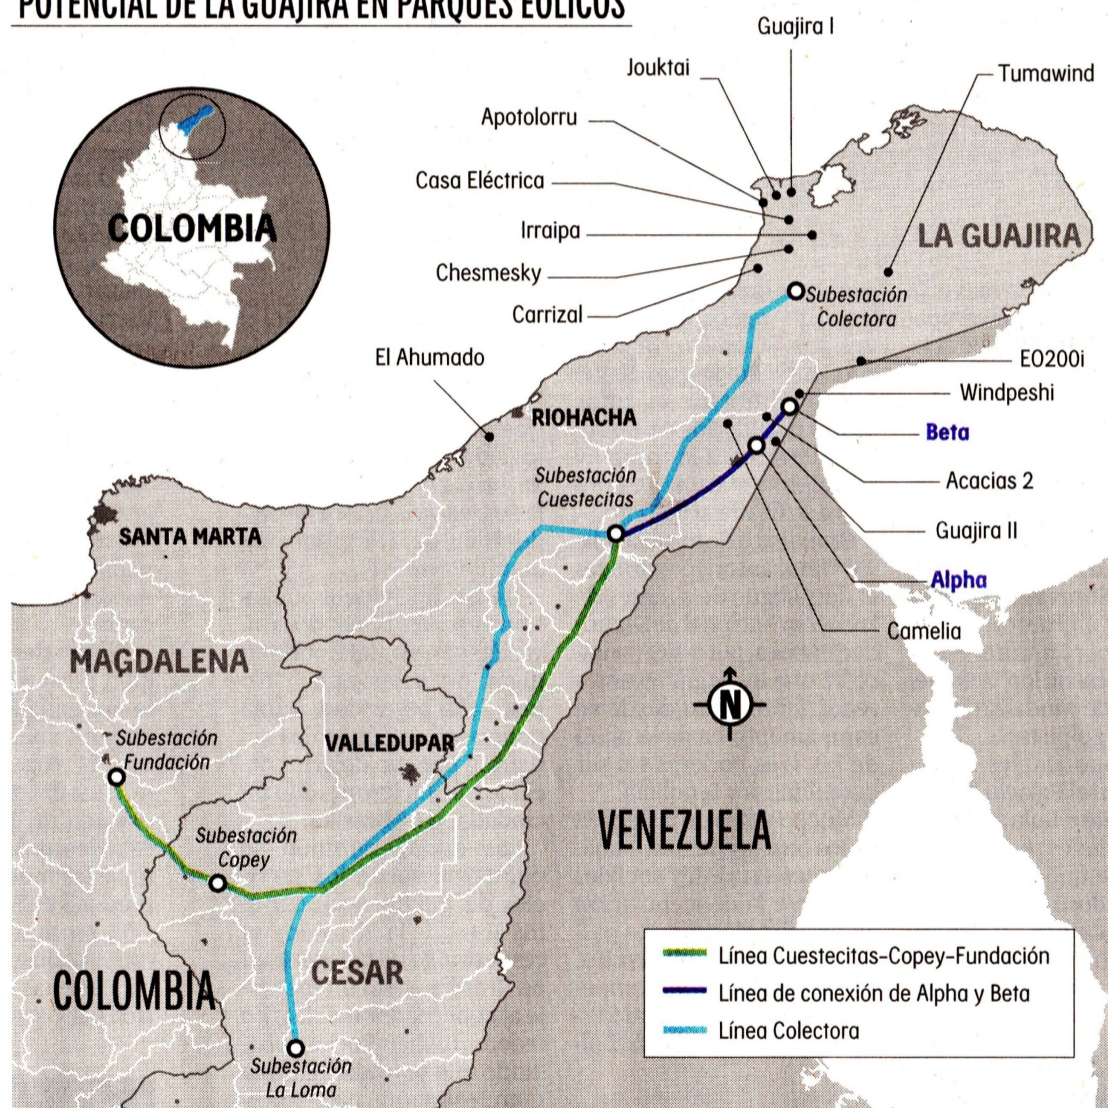 POTENCIAL DE LA GUAJIRA EN PARQUES EÓLICOS
Guajira I
Jouktai
Tumawind
Apotolorru
Casa Eléctrica
COLOMBIA
Irraipa
LA GUAJIRA
Chesmesky
Subestación
Colectora
Carrizal
El Ahumado
EO200i
Windpeshi
RIOHACHA
Beta
Subestación
Cuestecitas
Acacias 2
SANTA MARTA
Guajira II
Alpha
Camelia
MAGDALENA
N
Subestación
Fundación
VALLEDUPAR
Subestación
Copey
VENEZUELA
Línea Cuestecitas–Copey–Fundación
CESAR
COLOMBIA
Línea de conexión de Alpha y Beta
Línea Colectora
Subestación
La Loma